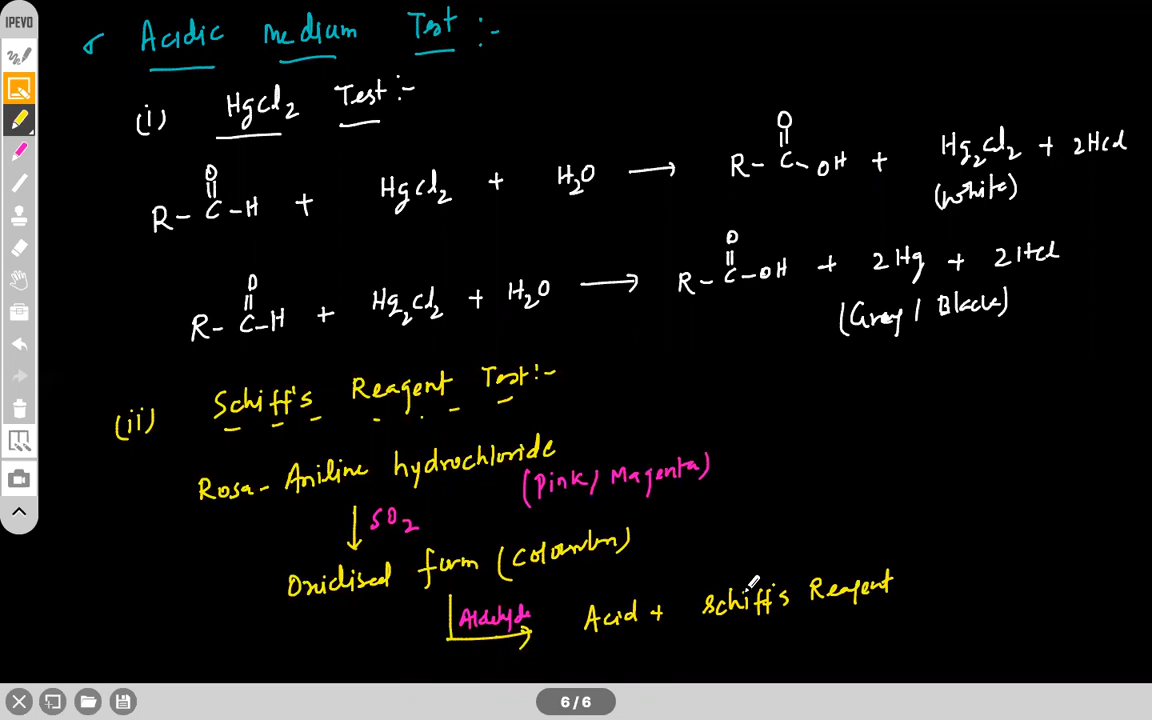 IPEVO
Acidic Medium Test :-
(i) HgCl2 Test :-
O O
|| ||
R - C - H + HgCl2 + H2O → R - C - OH + Hg2Cl2 + 2HCl
(white)
O O
|| ||
R - C - H + Hg2Cl2 + H2O → R - C - OH + 2Hg + 2HCl
(Grey / Black)
(ii) Schiff's Reagent Test :-
Rosa - Aniline hydrochloride (Pink / Magenta)
↓ SO2
Oxidised form
Aldehyde → Acid + Schiff's Reagent
6/6